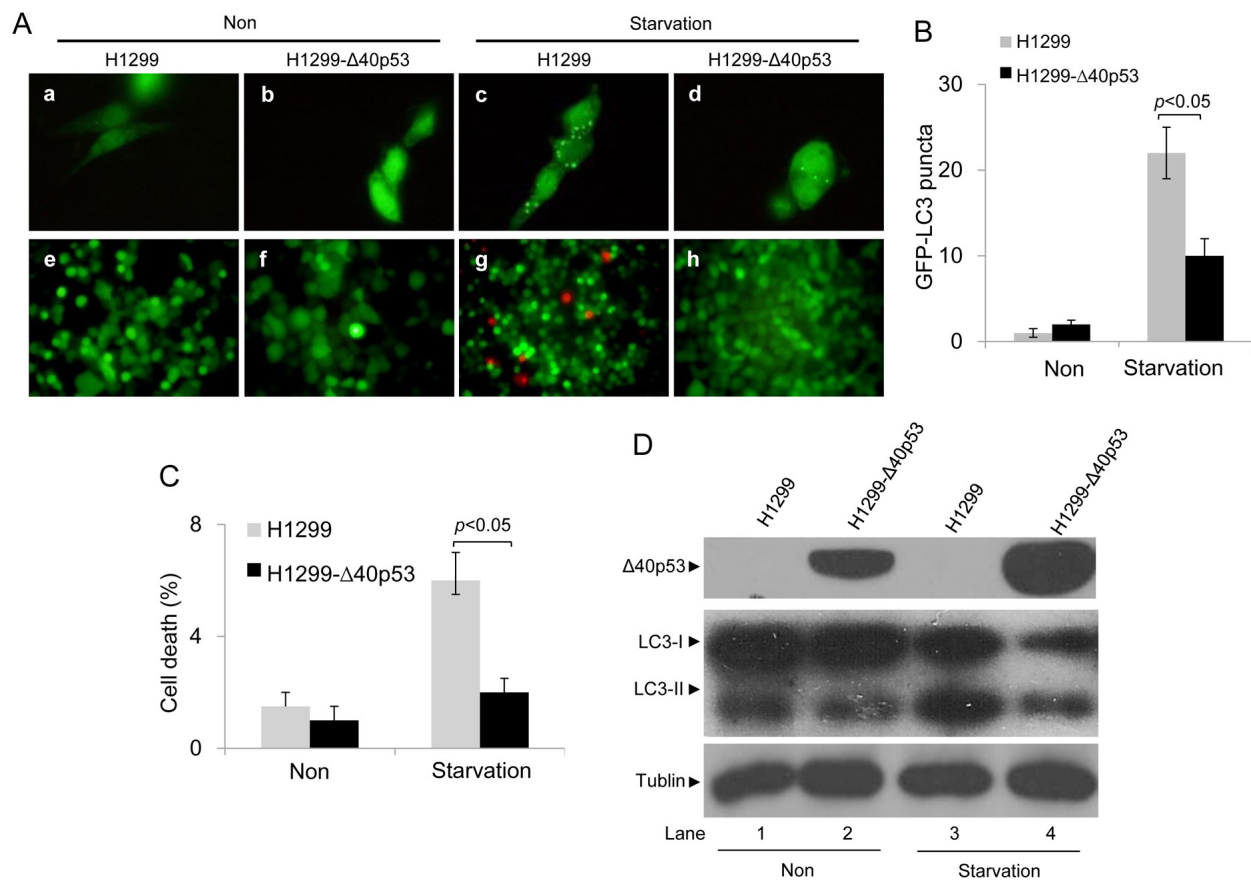 A
Non
Starvation
H1299
H1299-Δ40p53
H1299
H1299-Δ40p53
a
b
c
d
e
f
g
h
B
H1299
H1299-Δ40p53
GFP-LC3 puncta
30
20
10
0
p<0.05
Non
Starvation
C
H1299
H1299-Δ40p53
Cell death (%)
8
4
0
p<0.05
Non
Starvation
D
H1299
H1299-Δ40p53
H1299
H1299-Δ40p53
Δ40p53
LC3-I
LC3-II
Tublin
Lane 1 2 3 4
Non
Starvation